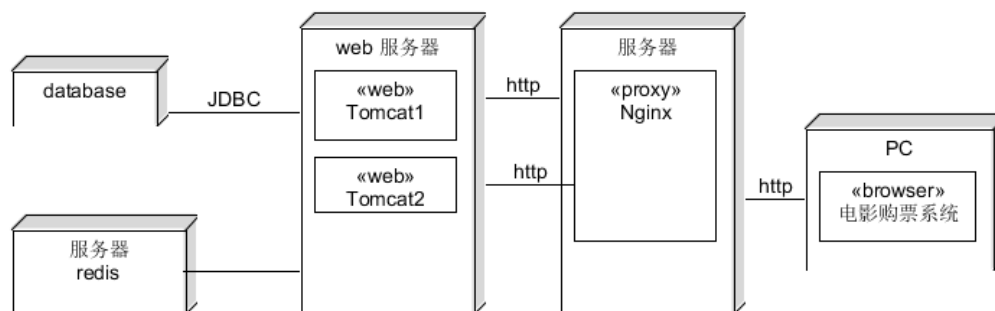 database
JDBC
服务器
redis
web 服务器
«web»
Tomcat1
«web»
Tomcat2
http
http
服务器
«proxy»
Nginx
http
PC
«browser»
电影购票系统